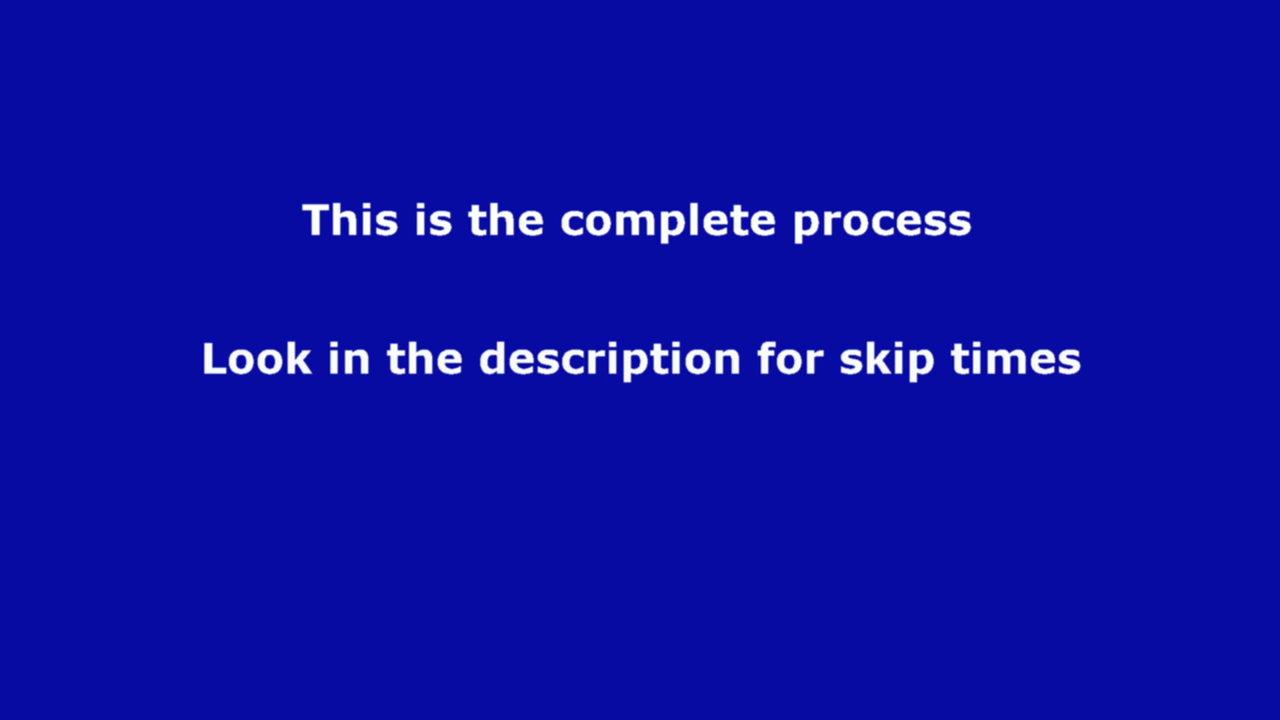 This is the complete process
Look in the description for skip times